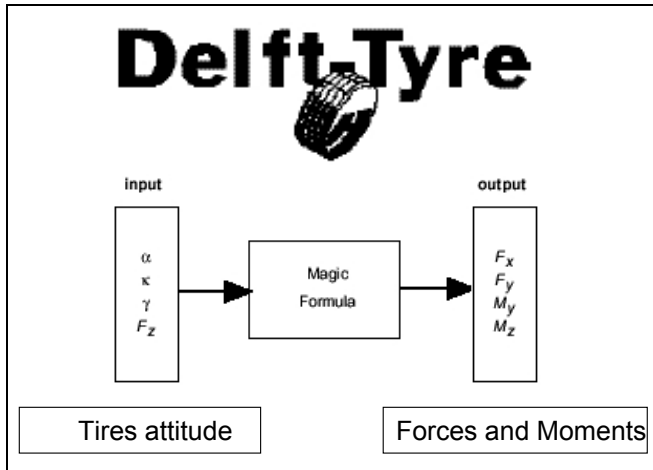 Delft-Tyre
input
output
α
κ
γ
Fz
Magic
Formula
Fx
Fy
My
Mz
Tires attitude
Forces and Moments